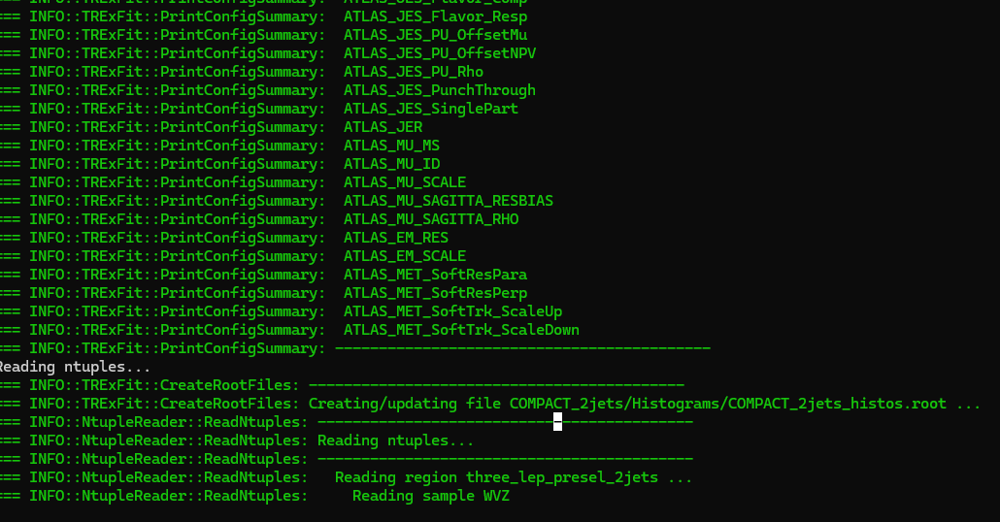 === INFO::TRExFit::PrintConfigSummary:  ATLAS_JES_Flavor_Comp
=== INFO::TRExFit::PrintConfigSummary:  ATLAS_JES_Flavor_Resp
=== INFO::TRExFit::PrintConfigSummary:  ATLAS_JES_PU_OffsetMu
=== INFO::TRExFit::PrintConfigSummary:  ATLAS_JES_PU_OffsetNPV
=== INFO::TRExFit::PrintConfigSummary:  ATLAS_JES_PU_Rho
=== INFO::TRExFit::PrintConfigSummary:  ATLAS_JES_PunchThrough
=== INFO::TRExFit::PrintConfigSummary:  ATLAS_JES_SinglePart
=== INFO::TRExFit::PrintConfigSummary:  ATLAS_JER
=== INFO::TRExFit::PrintConfigSummary:  ATLAS_MU_MS
=== INFO::TRExFit::PrintConfigSummary:  ATLAS_MU_ID
=== INFO::TRExFit::PrintConfigSummary:  ATLAS_MU_SCALE
=== INFO::TRExFit::PrintConfigSummary:  ATLAS_MU_SAGITTA_RESBIAS
=== INFO::TRExFit::PrintConfigSummary:  ATLAS_MU_SAGITTA_RHO
=== INFO::TRExFit::PrintConfigSummary:  ATLAS_EM_RES
=== INFO::TRExFit::PrintConfigSummary:  ATLAS_EM_SCALE
=== INFO::TRExFit::PrintConfigSummary:  ATLAS_MET_SoftResPara
=== INFO::TRExFit::PrintConfigSummary:  ATLAS_MET_SoftResPerp
=== INFO::TRExFit::PrintConfigSummary:  ATLAS_MET_SoftTrk_ScaleUp
=== INFO::TRExFit::PrintConfigSummary:  ATLAS_MET_SoftTrk_ScaleDown
=== INFO::TRExFit::PrintConfigSummary: -------------------------------------------
Reading ntuples...
=== INFO::TRExFit::CreateRootFiles: -------------------------------------------
=== INFO::TRExFit::CreateRootFiles: Creating/updating file COMPACT_2jets/Histograms/COMPACT_2jets_histos.root ...
=== INFO::NtupleReader::ReadNtuples: -------------------------------------------
=== INFO::NtupleReader::ReadNtuples: Reading ntuples...
=== INFO::NtupleReader::ReadNtuples: -------------------------------------------
=== INFO::NtupleReader::ReadNtuples:   Reading region three_lep_presel_2jets ...
=== INFO::NtupleReader::ReadNtuples:     Reading sample WVZ